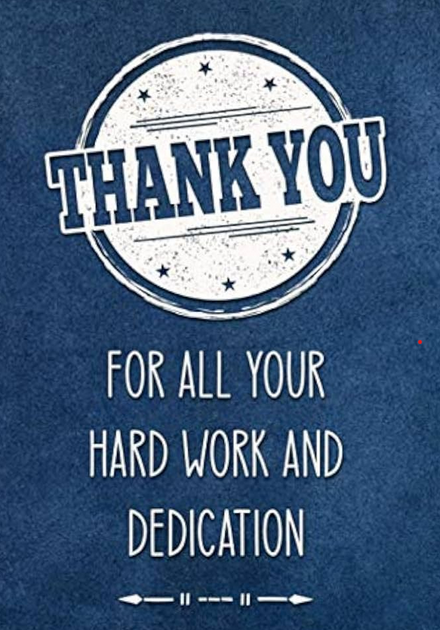 THANK YOU
FOR ALL YOUR
HARD WORK AND
DEDICATION